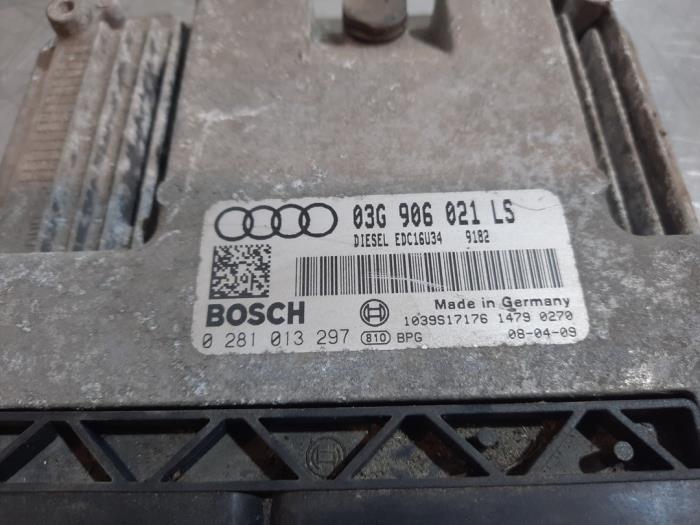 03G 906 021 LS
DIESEL EDC16U34 9182
BOSCH
Made in Germany
1039S17176 1479 0270
0 281 013 297 810 BPG 08-04-09